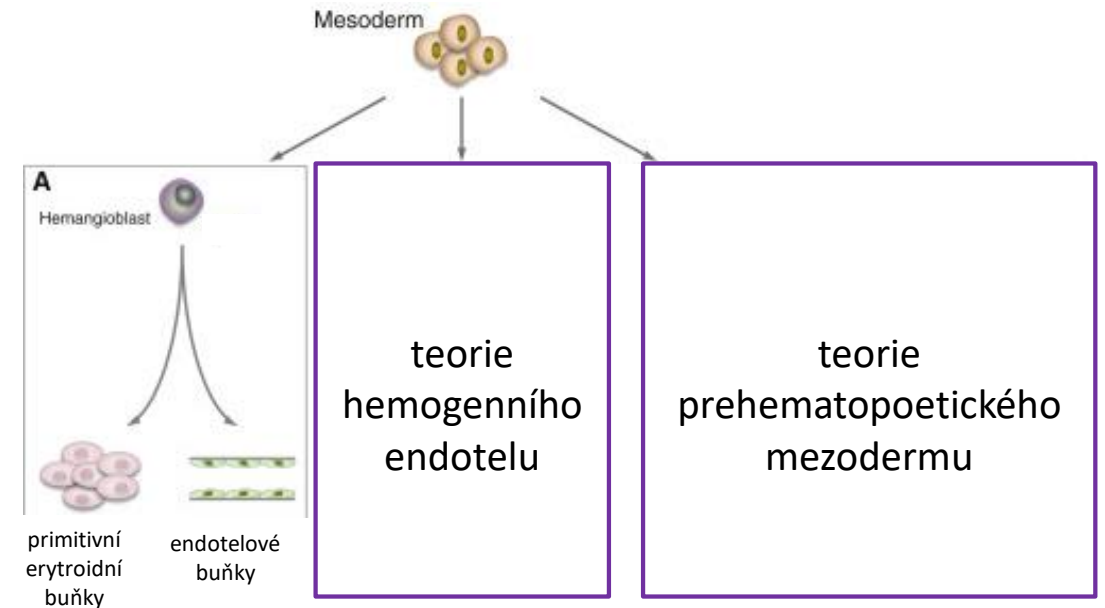 Mesoderm
A
Hemangioblast
primitivní
erytroidní
buňky
endotelové
buňky
teorie
hemogenního
endotelu
teorie
prehematopoetického
mezodermu